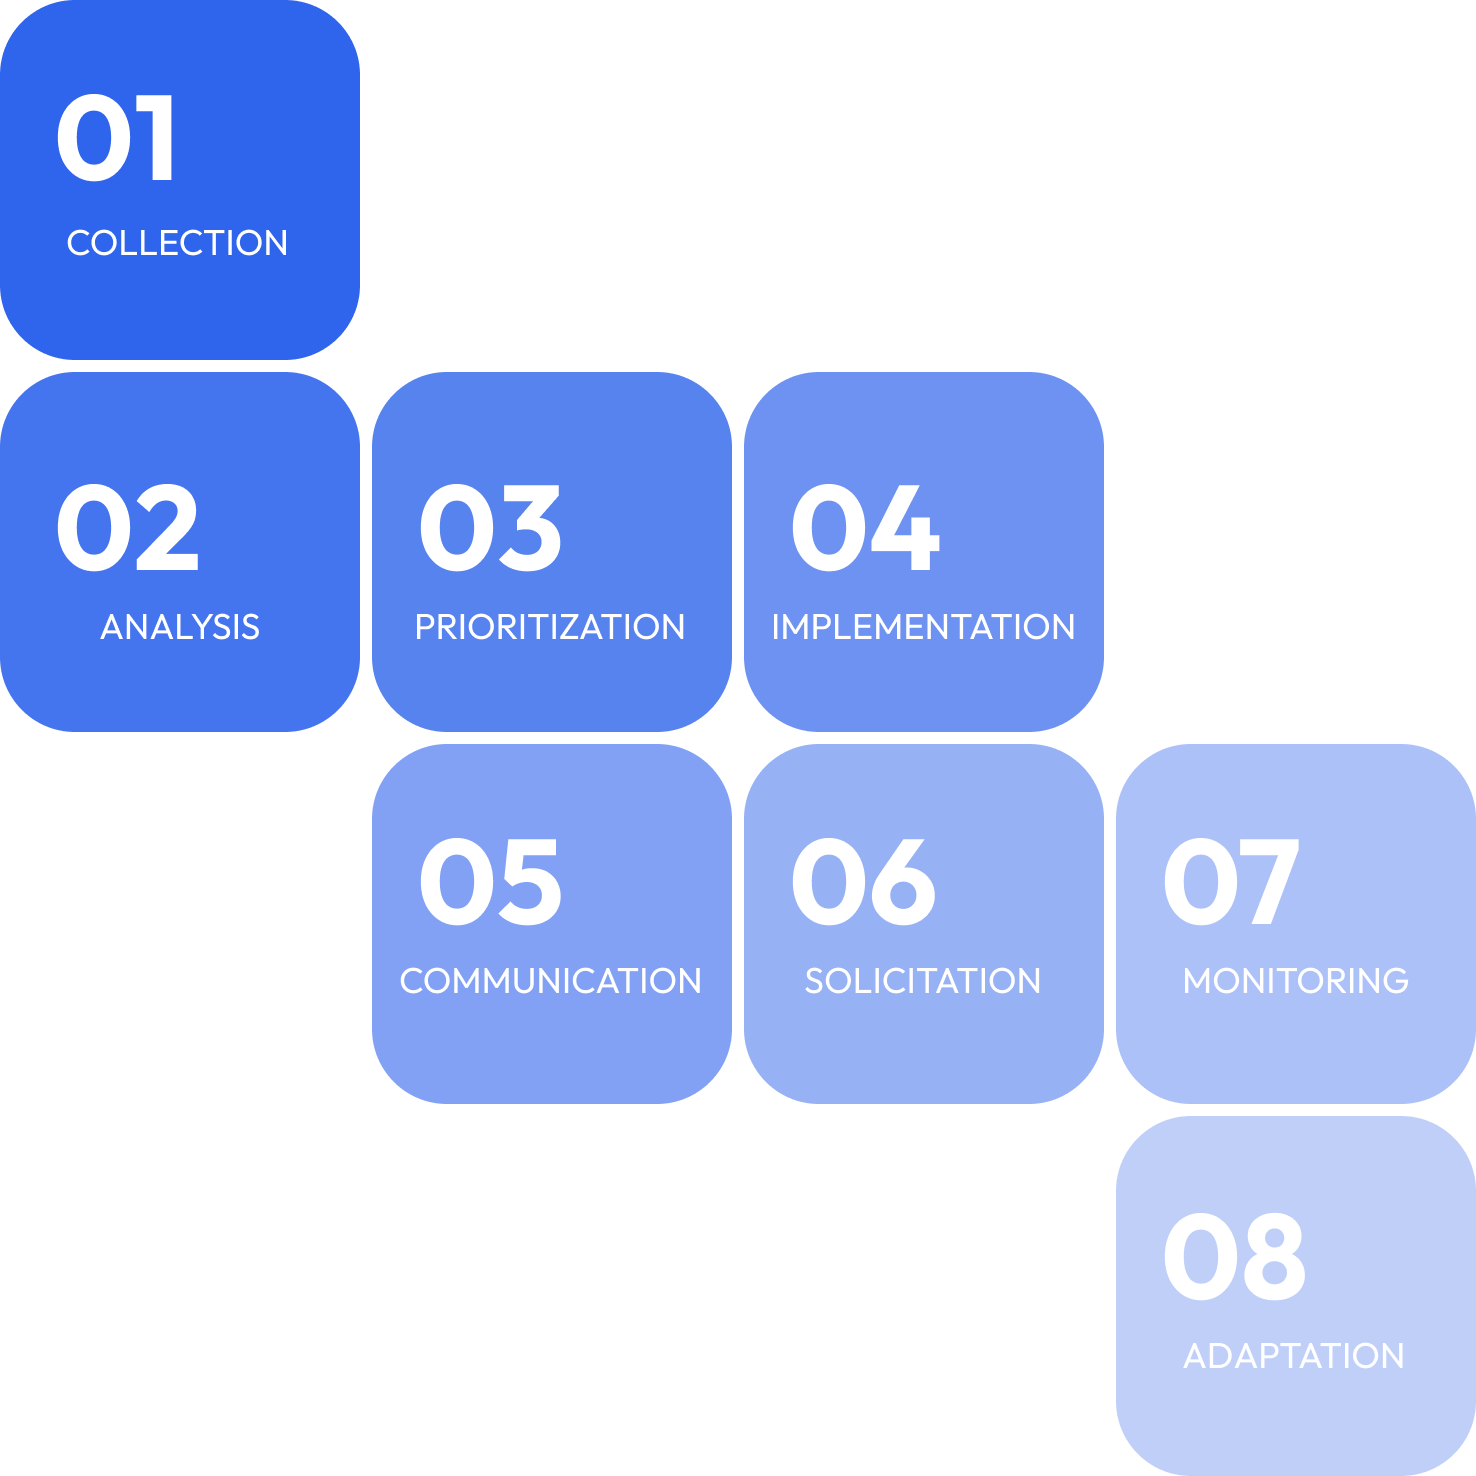 01
COLLECTION
02
ANALYSIS
03
PRIORITIZATION
04
IMPLEMENTATION
05
COMMUNICATION
06
SOLICITATION
07
MONITORING
08
ADAPTATION